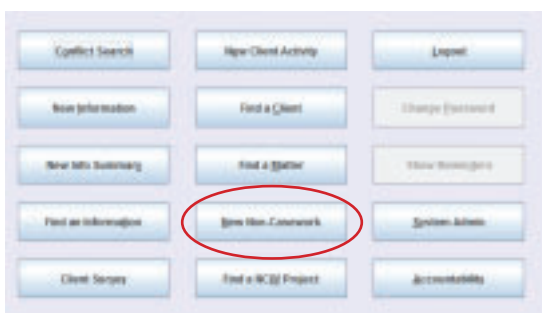 Conflict Search New Client Activity Logout
New Information Find a Client Change Password
New Info Summary Find a Matter Show Reminders
Find an Information New Non-Casework System Admin
Client Survey Find a NCW Project Accountability